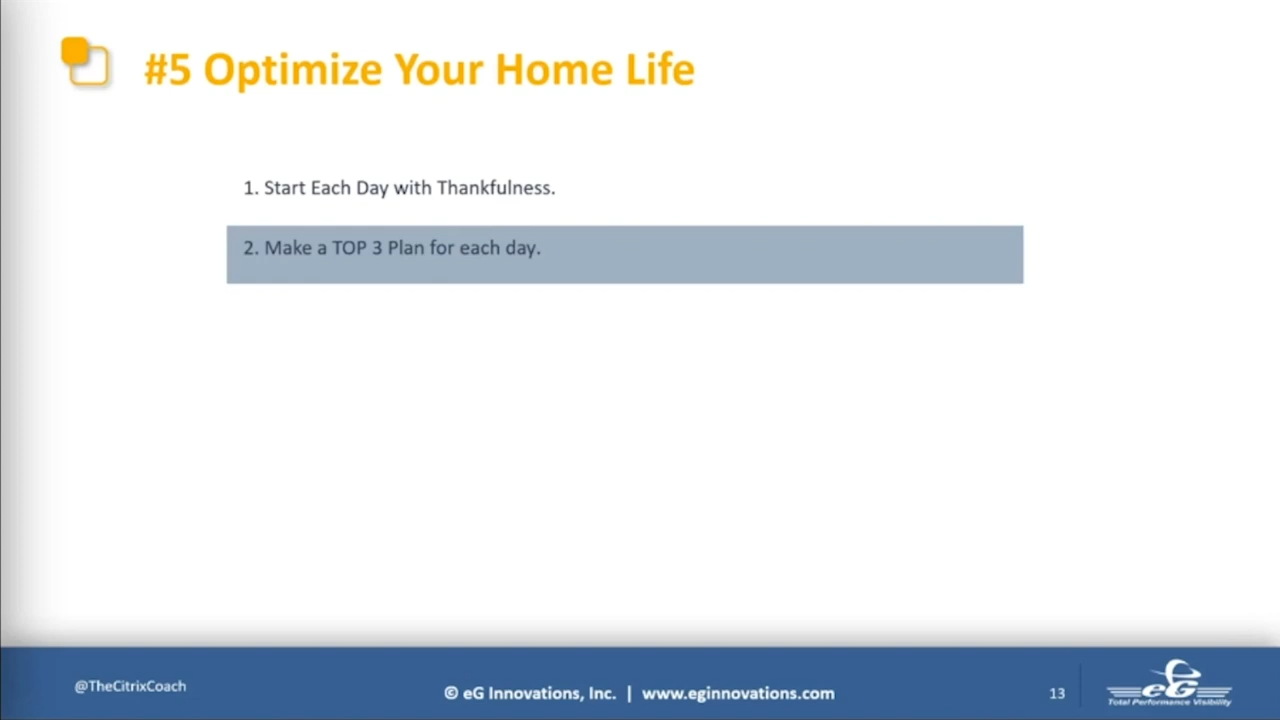 #5 Optimize Your Home Life
1. Start Each Day with Thankfulness.
2. Make a TOP 3 Plan for each day.
@TheCitrixCoach
© eG Innovations, Inc. | www.eginnovations.com
13
eG
Total Performance Visibility